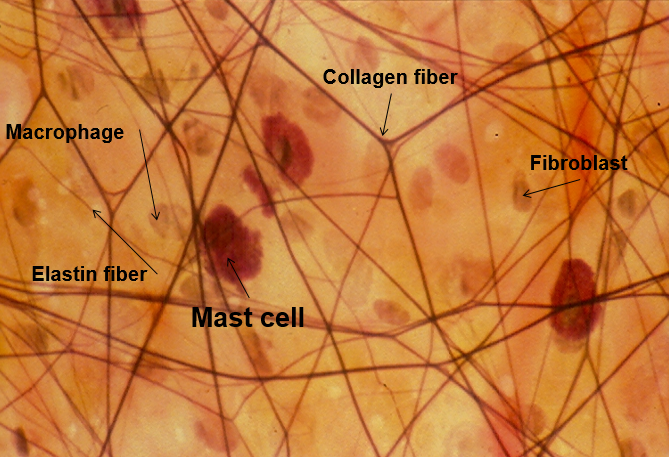 Collagen fiber
Macrophage
Fibroblast
Elastin fiber
Mast cell